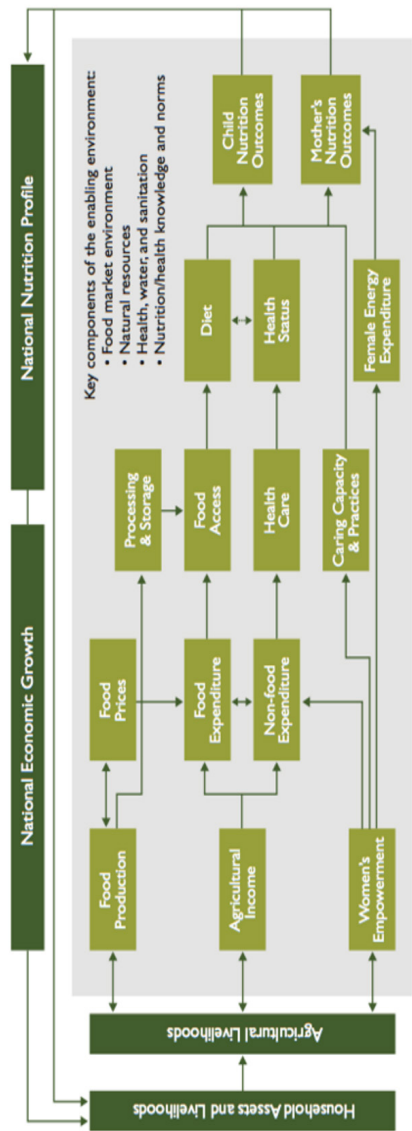 National Economic Growth
National Nutrition Profile
Household Assets and Livelihoods
Agricultural Livelihoods
Key components of the enabling environment:
• Food market environment
• Natural resources
• Health, water, and sanitation
• Nutrition/health knowledge and norms
Food
Production
Food
Prices
Processing
& Storage
Agricultural
Income
Food
Expenditure
Food
Access
Diet
Child
Nutrition
Outcomes
Non-food
Expenditure
Health
Care
Health
Status
Mother's
Nutrition
Outcomes
Women's
Empowerment
Caring Capacity
& Practices
Female Energy
Expenditure